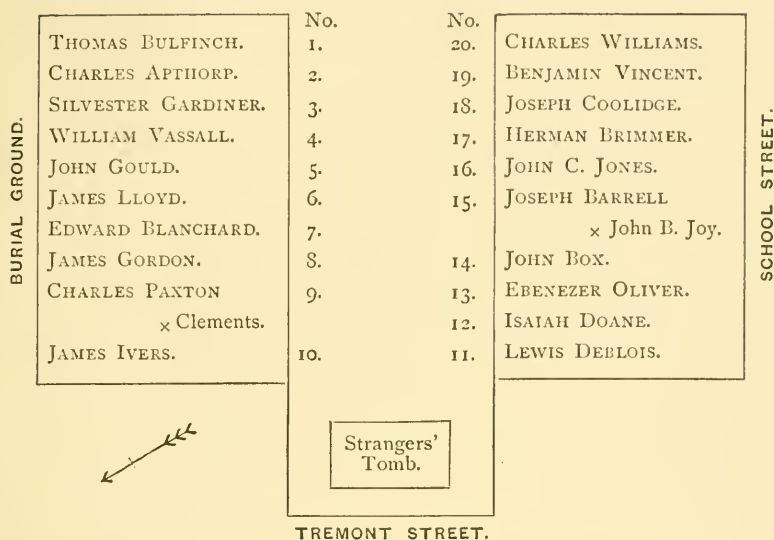 No. No.
THOMAS BULFINCH. 1. 20. CHARLES WILLIAMS.
CHARLES APTHORP. 2. 19. BENJAMIN VINCENT.
SILVESTER GARDINER. 3. 18. JOSEPH COOLIDGE.
WILLIAM VASSALL. 4. 17. HERMAN BRIMMER.
JOHN GOULD. 5. 16. JOHN C. JONES.
JAMES LLOYD. 6. 15. JOSEPH BARRELL
EDWARD BLANCHARD. 7. × John B. Joy.
JAMES GORDON. 8. 14. JOHN BOX.
CHARLES PAXTON 9. 13. EBENEZER OLIVER.
× Clements. 12. ISAIAH DOANE.
JAMES IVERS. 10. 11. LEWIS DEBLOIS.
BURIAL GROUND.
SCHOOL STREET.
Strangers'
Tomb.
TREMONT STREET.